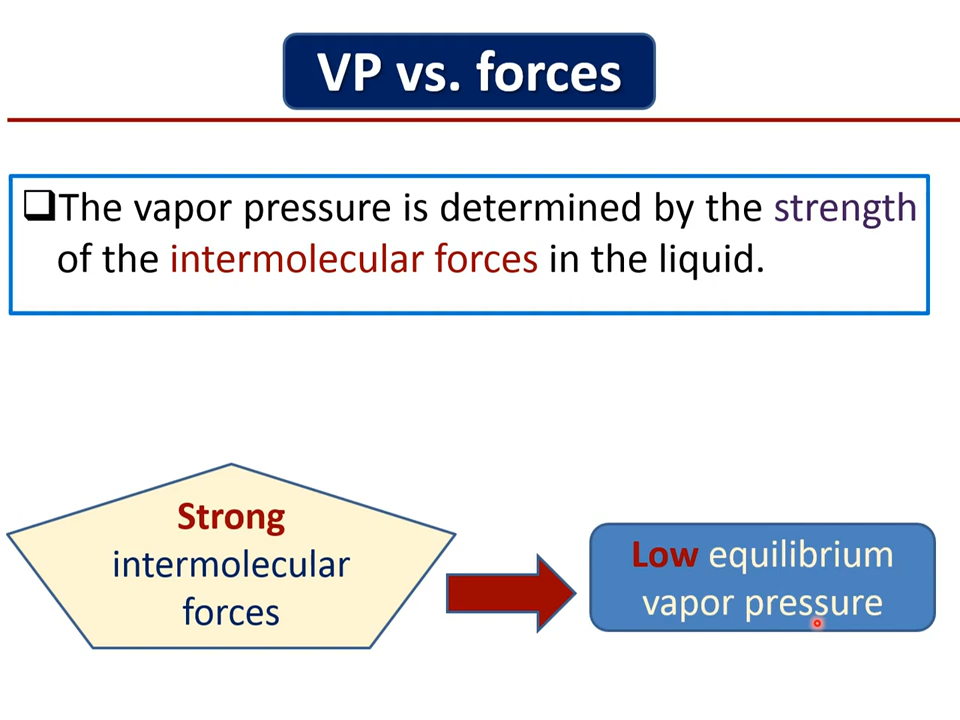 VP vs. forces
The vapor pressure is determined by the strength
of the intermolecular forces in the liquid.
Strong
intermolecular
forces
Low equilibrium
vapor pressure